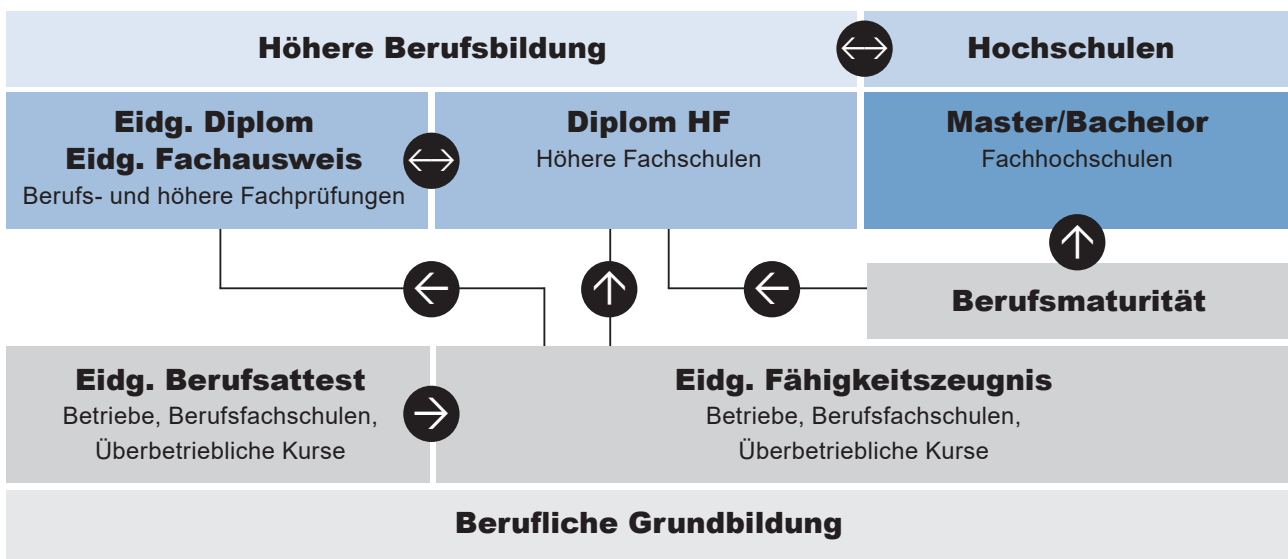 Höhere Berufsbildung
Hochschulen
Eidg. Diplom
Eidg. Fachausweis
Berufs- und höhere Fachprüfungen
Diplom HF
Höhere Fachschulen
Master/Bachelor
Fachhochschulen
Berufsmaturität
Eidg. Berufsattest
Betriebe, Berufsfachschulen,
Überbetriebliche Kurse
Eidg. Fähigkeitszeugnis
Betriebe, Berufsfachschulen,
Überbetriebliche Kurse
Berufliche Grundbildung